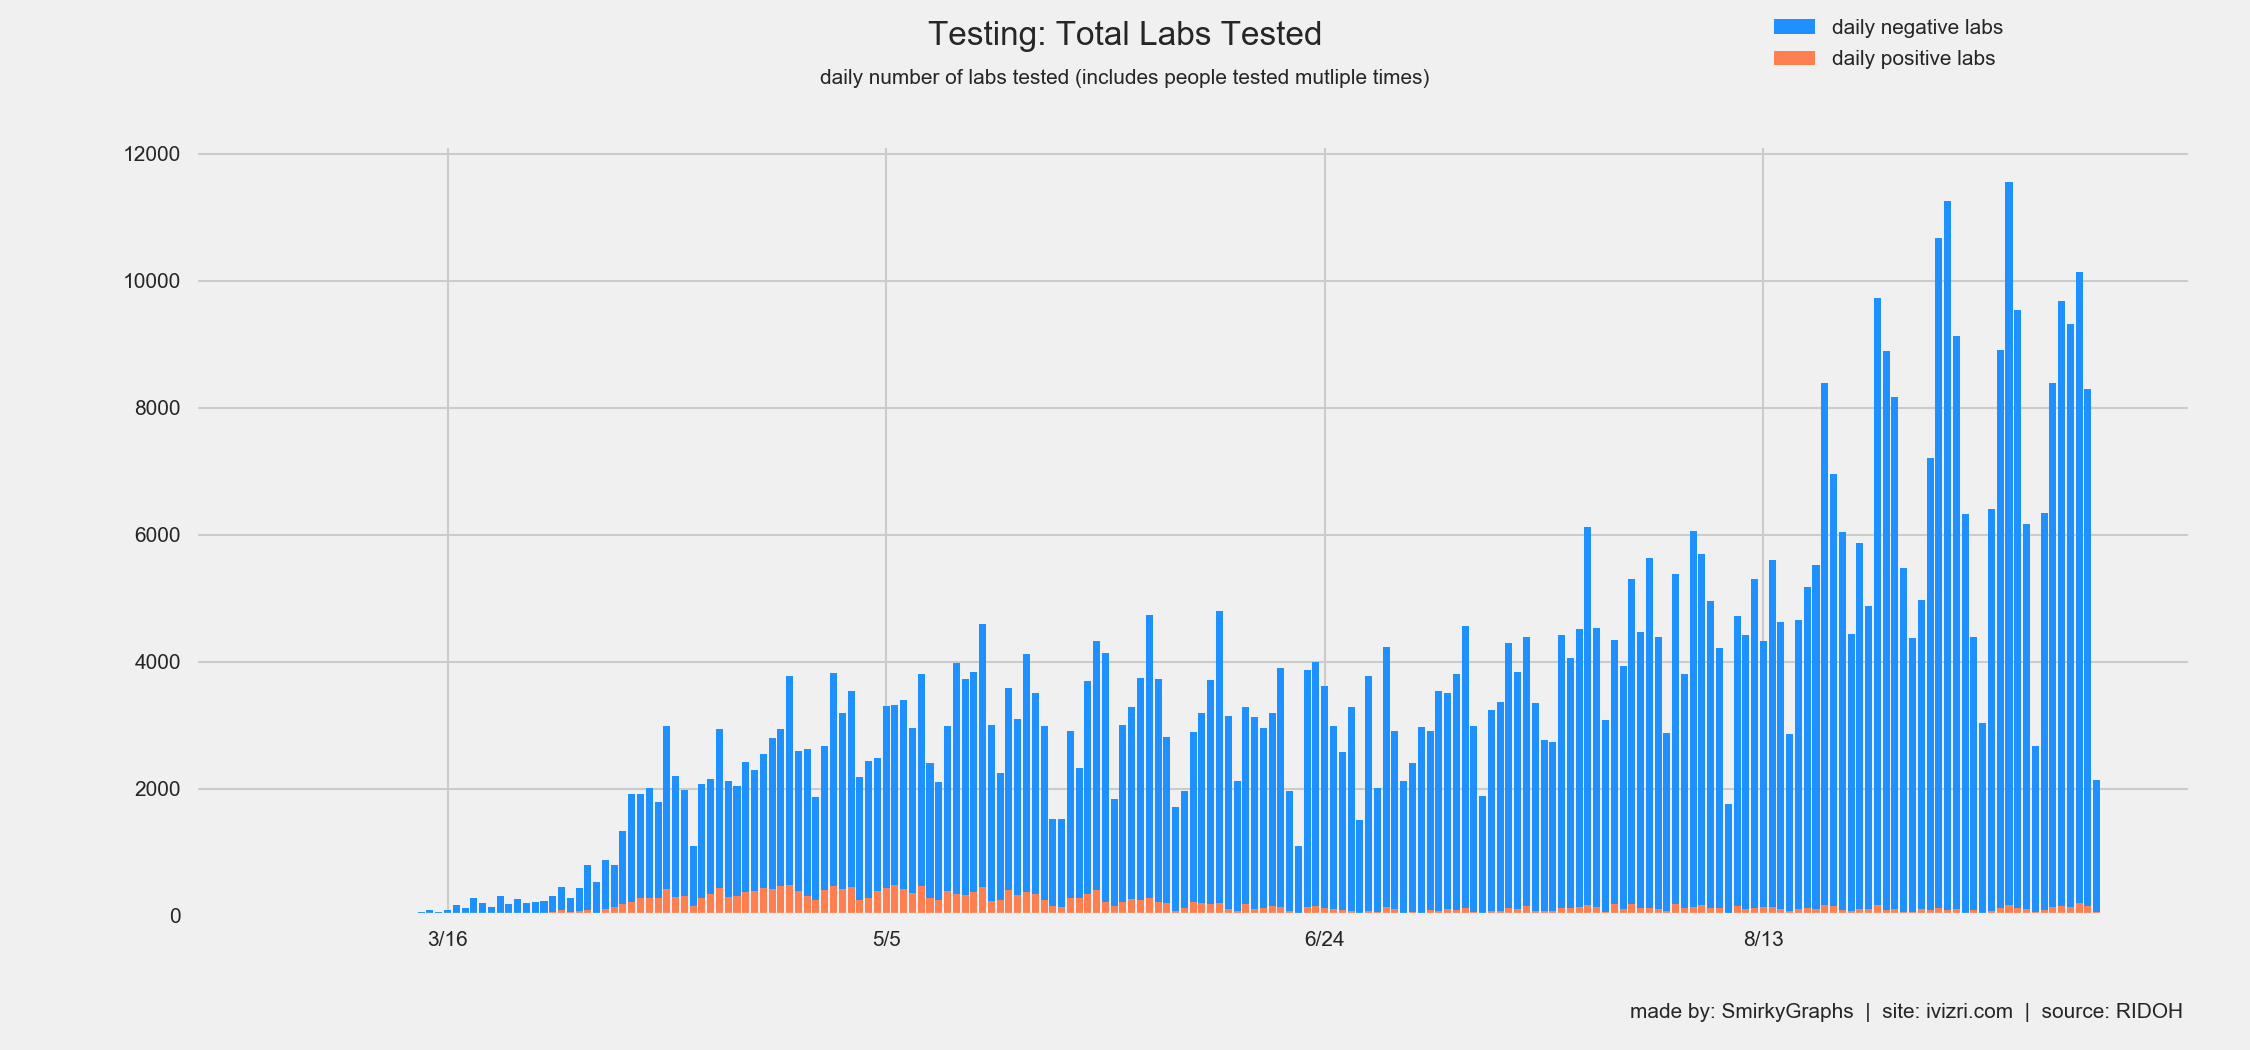 Testing: Total Labs Tested
daily number of labs tested (includes people tested mutliple times)
daily negative labs
daily positive labs
12000
10000
8000
6000
4000
2000
0
3/16
5/5
6/24
8/13
made by: SmirkyGraphs | site: ivizri.com | source: RIDOH